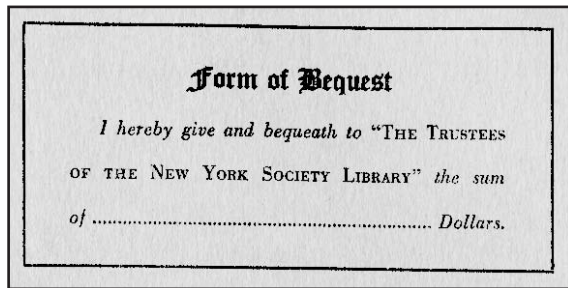 Form of Bequest
I hereby give and bequeath to "THE TRUSTEES
OF THE NEW YORK SOCIETY LIBRARY" the sum
of ............................................................ Dollars.